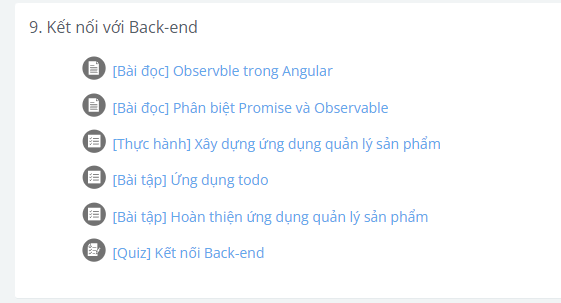 9. Kết nối với Back-end
[Bài đọc] Observble trong Angular
[Bài đọc] Phân biệt Promise và Observable
[Thực hành] Xây dựng ứng dụng quản lý sản phẩm
[Bài tập] Ứng dụng todo
[Bài tập] Hoàn thiện ứng dụng quản lý sản phẩm
[Quiz] Kết nối Back-end